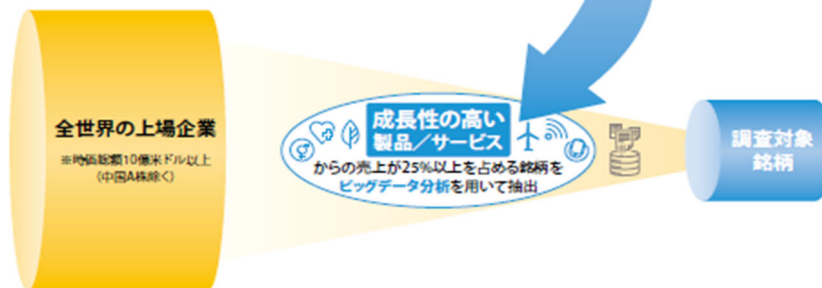 全世界の上場企業
※時価総額10億米ドル以上
(中国A株除く)
成長性の高い
製品/サービス
からの売上が25%以上を占める銘柄を
ビッグデータ分析を用いて抽出
調査対象
銘柄